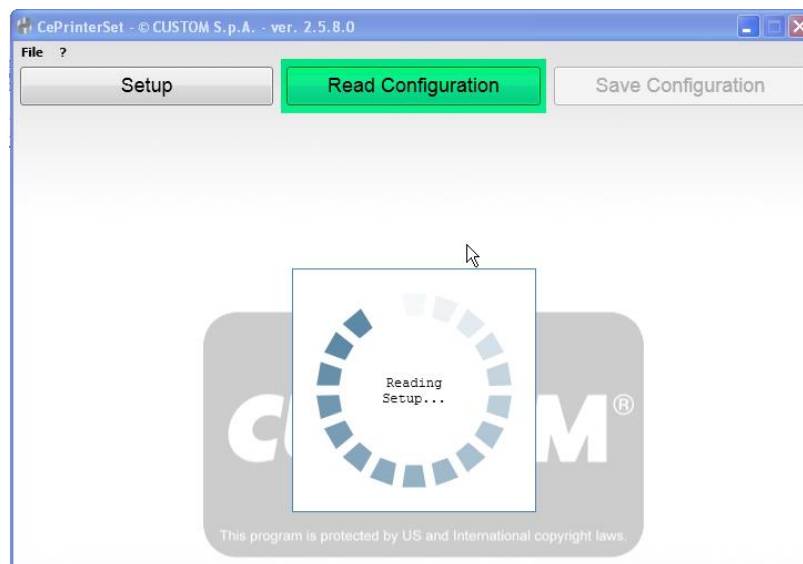 CePrinterSet - © CUSTOM S.p.A. - ver. 2.5.8.0
File ?
Setup Read Configuration Save Configuration
Reading
Setup...
CU M®
This program is protected by US and International copyright laws.